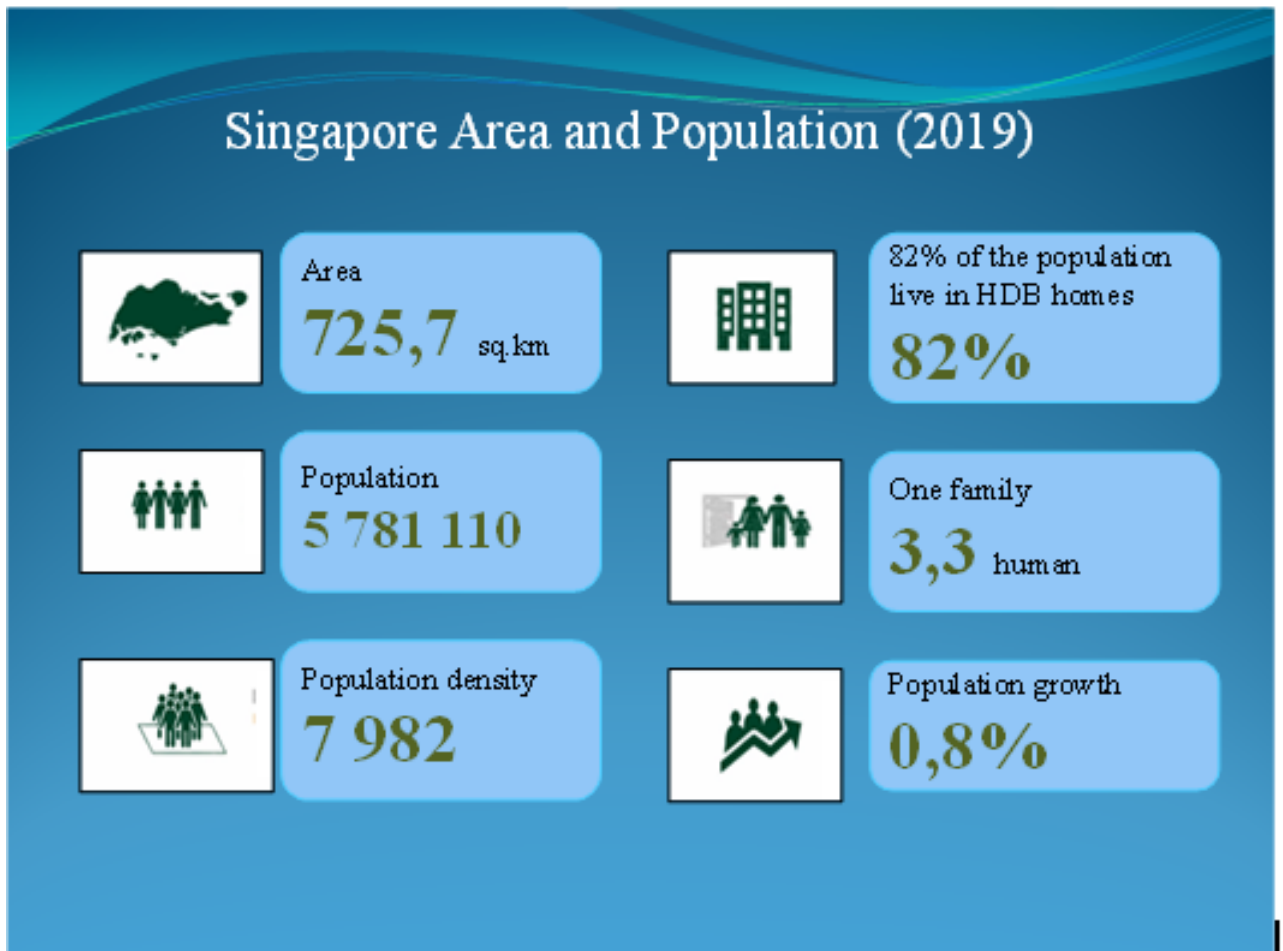 Singapore Area and Population (2019)
Area
725,7 sq.km
Population
5 781 110
Population density
7 982
82% of the population
live in HDB homes
82%
One family
3,3 human
Population growth
0,8%